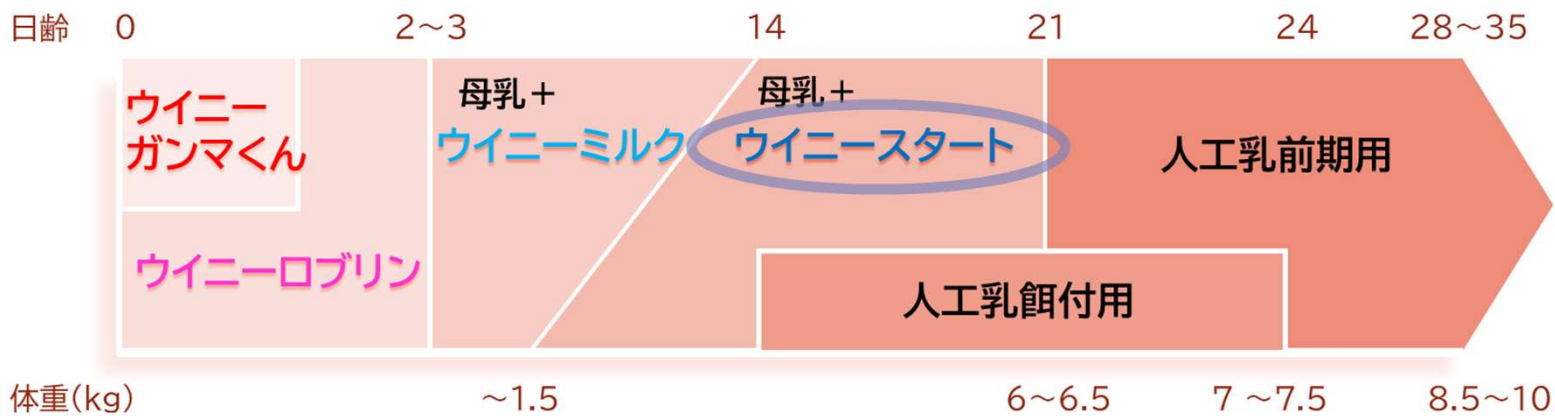 日齢 0 2～3 14 21 24 28～35
ウイニー
ガンマくん
ウイニーロブリン
母乳＋
ウイニーミルク
母乳＋
ウイニースタート
人工乳前期用
人工乳餌付用
体重(kg) ~1.5 6~6.5 7 ~7.5 8.5~10